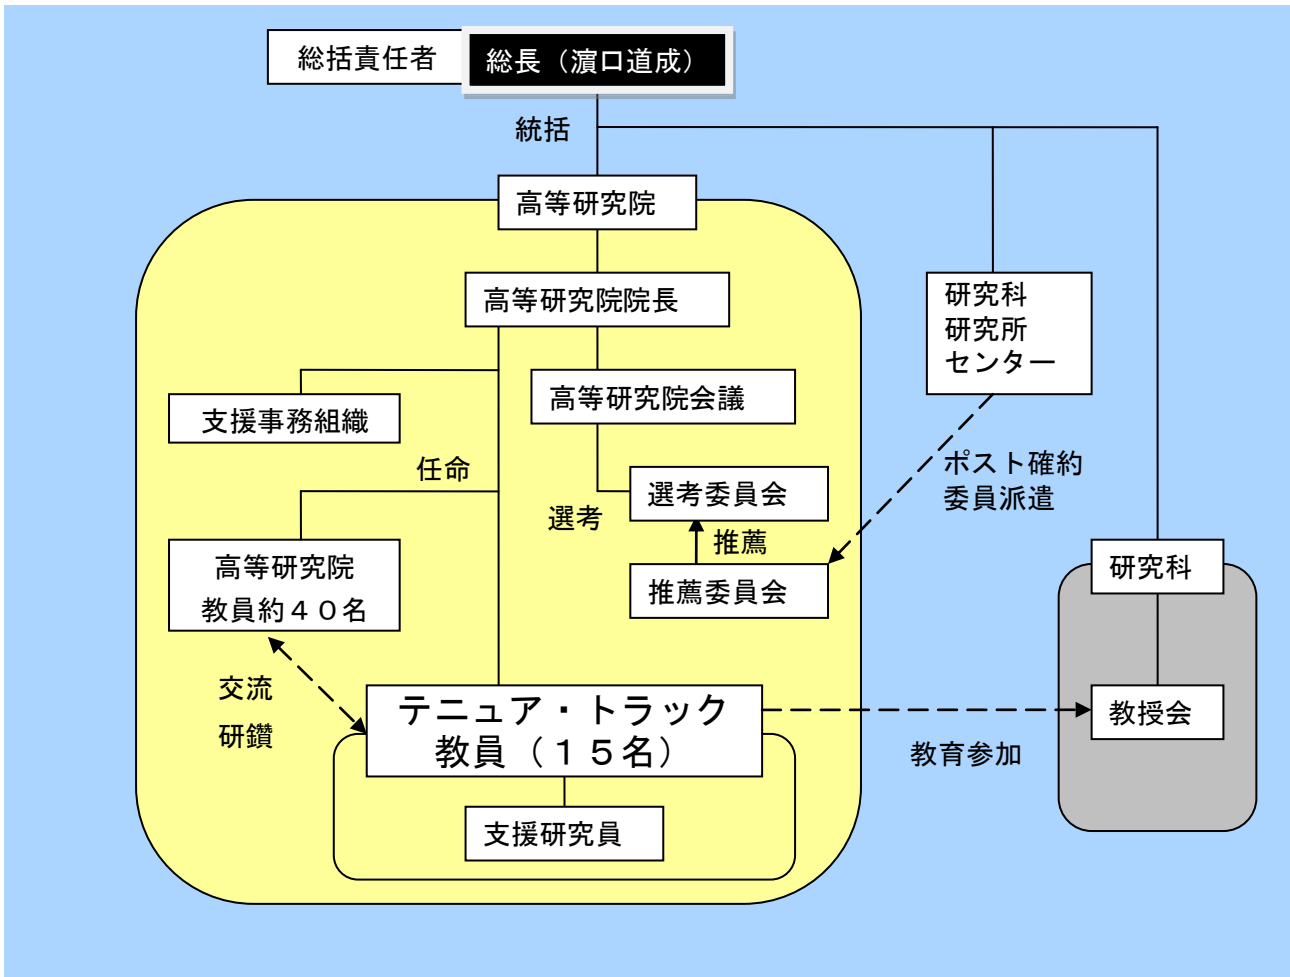 総括責任者
総長（濵口道成）
統括
高等研究院
高等研究院院長
研究科
研究所
センター
支援事務組織
高等研究院会議
任命
選考委員会
選考
推薦
推薦委員会
ポスト確約
委員派遣
高等研究院
教員約４０名
研究科
交流
研鑽
テニュア・トラック
教員（１５名）
教授会
教育参加
支援研究員